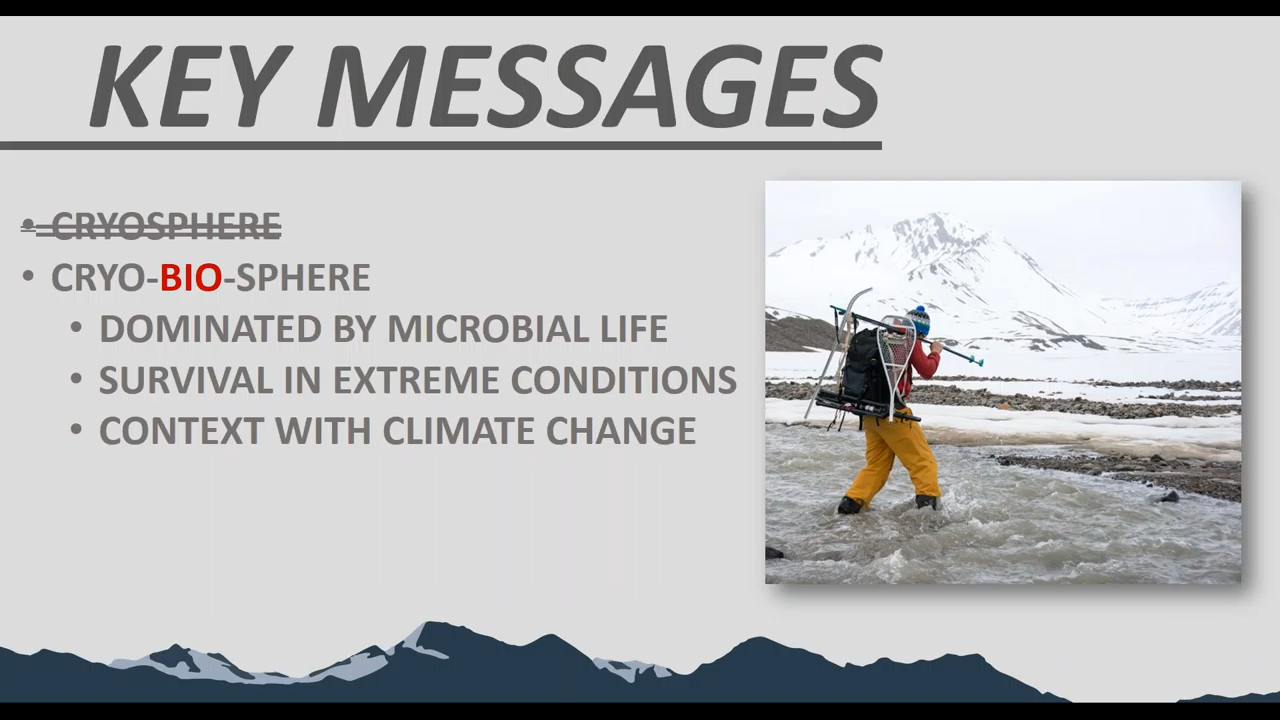 KEY MESSAGES
• CRYOSPHERE
• CRYO-BIO-SPHERE
• DOMINATED BY MICROBIAL LIFE
• SURVIVAL IN EXTREME CONDITIONS
• CONTEXT WITH CLIMATE CHANGE